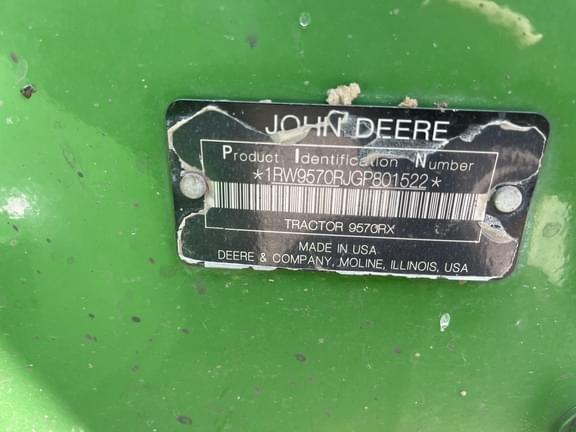 JOHN DEERE
Product Identification Number
*1RW9570RJGP801522*
TRACTOR 9570RX
MADE IN USA
DEERE & COMPANY, MOLINE, ILLINOIS, USA